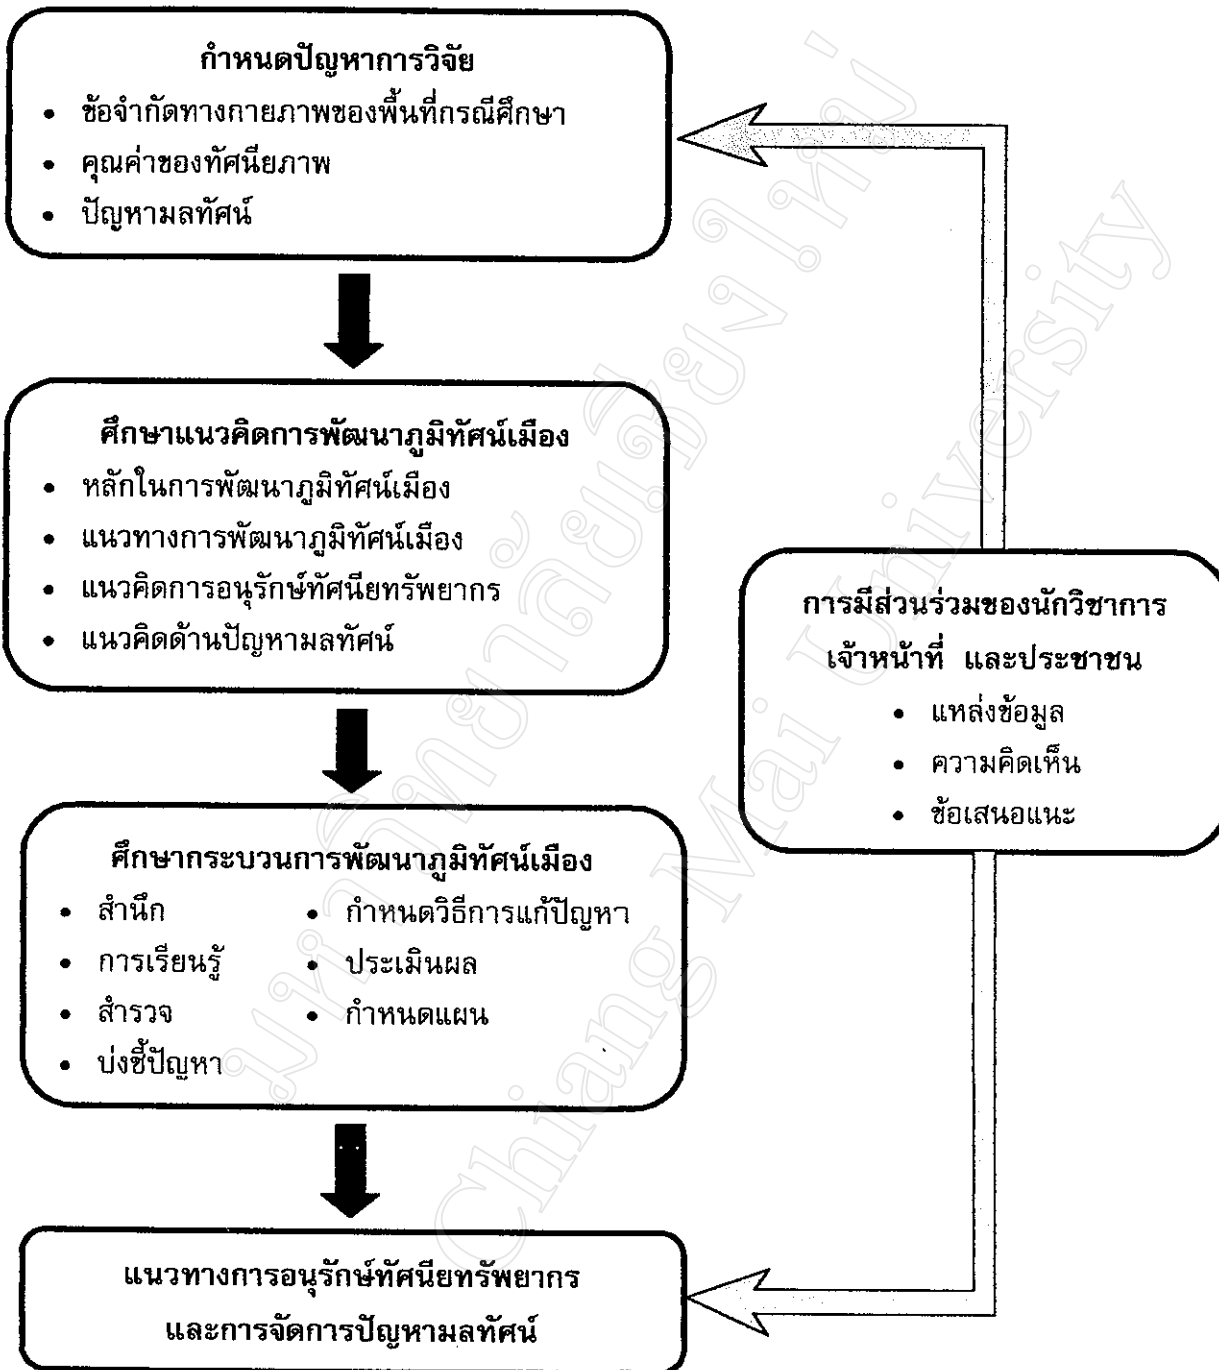 กำหนดปัญหาการวิจัย
• ข้อจำกัดทางกายภาพของพื้นที่กรณีศึกษา
• คุณค่าของทัศนียภาพ
• ปัญหามลทัศน์
ศึกษาแนวคิดการพัฒนาภูมิทัศน์เมือง
• หลักในการพัฒนาภูมิทัศน์เมือง
• แนวทางการพัฒนาภูมิทัศน์เมือง
• แนวคิดการอนุรักษ์ทัศนียทรัพยากร
• แนวคิดด้านปัญหามลทัศน์
การมีส่วนร่วมของนักวิชาการ
เจ้าหน้าที่ และประชาชน
• แหล่งข้อมูล
• ความคิดเห็น
• ข้อเสนอแนะ
ศึกษากระบวนการพัฒนาภูมิทัศน์เมือง
• สำนึก
• การเรียนรู้
• สำรวจ
• บ่งชี้ปัญหา
• กำหนดวิธีการแก้ปัญหา
• ประเมินผล
• กำหนดแผน
แนวทางการอนุรักษ์ทัศนียทรัพยากร
และการจัดการปัญหามลทัศน์
มหาวิทยาลัยเชียงใหม่
Chiang Mai University